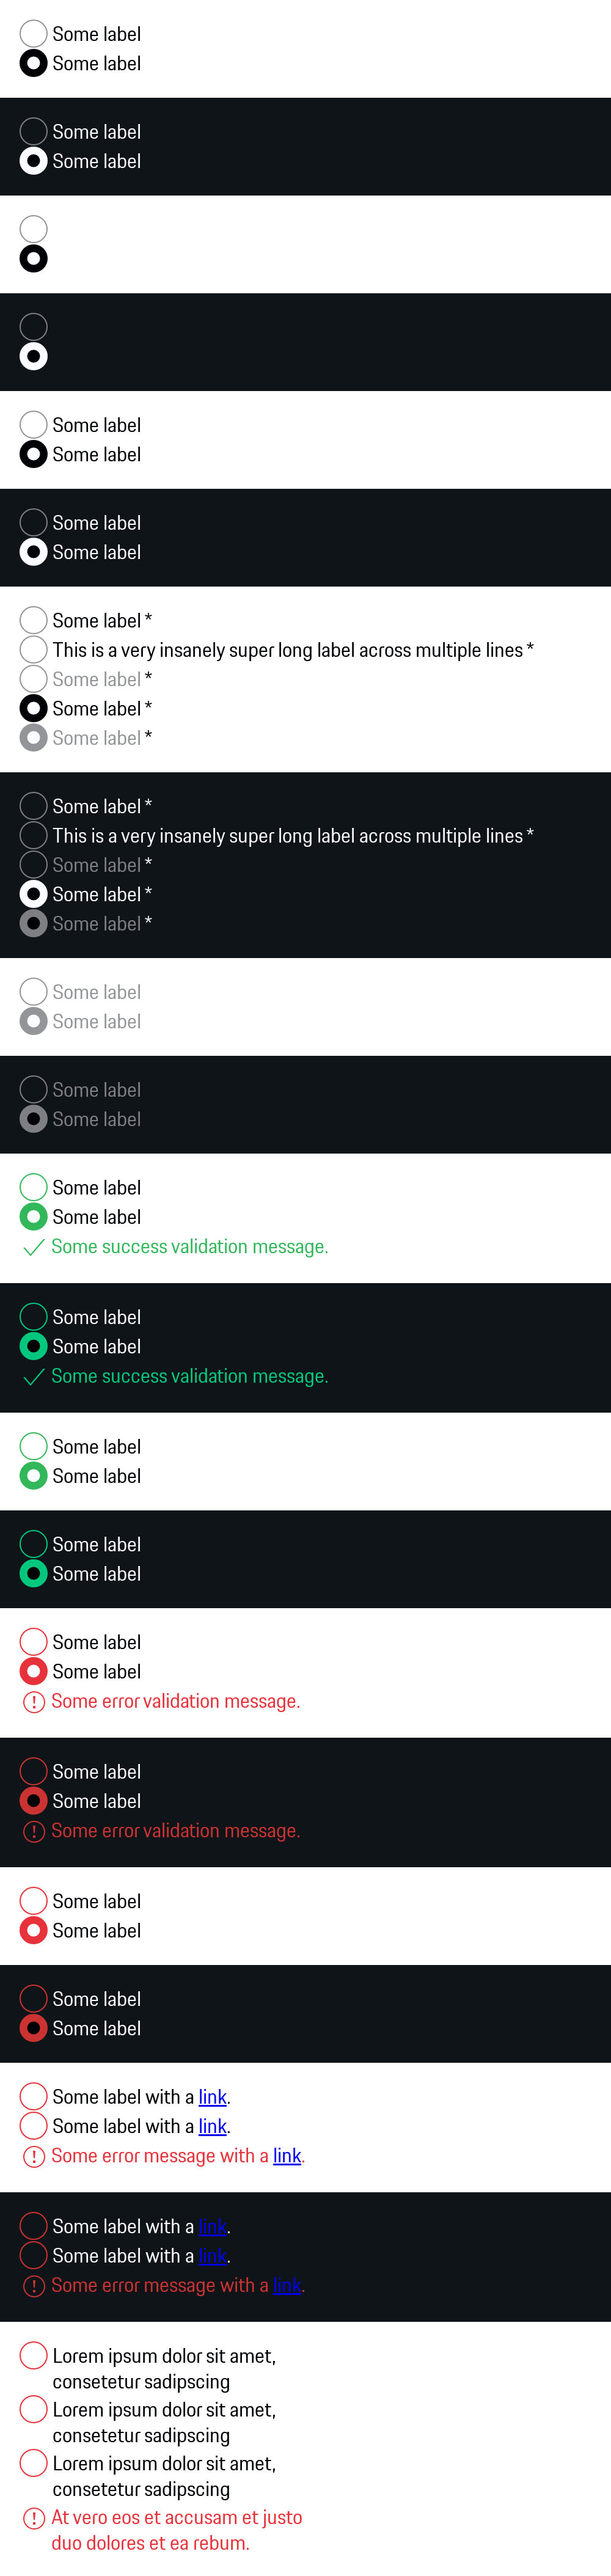 Some label
Some label
Some label
Some label
Some label
Some label
Some label
Some label
Some label *
This is a very insanely super long label across multiple lines *
Some label *
Some label *
Some label *
Some label *
This is a very insanely super long label across multiple lines *
Some label *
Some label *
Some label *
Some label
Some label
Some label
Some label
Some label
Some label
Some success validation message.
Some label
Some label
Some success validation message.
Some label
Some label
Some label
Some label
Some label
Some label
Some error validation message.
Some label
Some label
Some error validation message.
Some label
Some label
Some label
Some label
Some label with a link.
Some label with a link.
Some error message with a link.
Some label with a link.
Some label with a link.
Some error message with a link.
Lorem ipsum dolor sit amet,
consetetur sadipscing
Lorem ipsum dolor sit amet,
consetetur sadipscing
Lorem ipsum dolor sit amet,
consetetur sadipscing
At vero eos et accusam et justo
duo dolores et ea rebum.